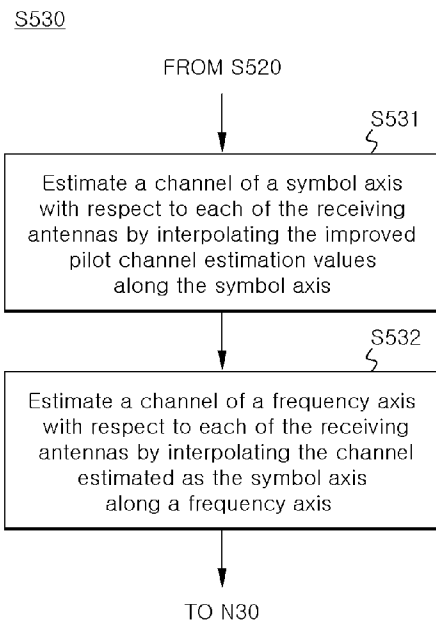 S530
FROM S520
S531
Estimate a channel of a symbol axis
with respect to each of the receiving
antennas by interpolating the improved
pilot channel estimation values
along the symbol axis
S532
Estimate a channel of a frequency axis
with respect to each of the receiving
antennas by interpolating the channel
estimated as the symbol axis
along a frequency axis
TO N30